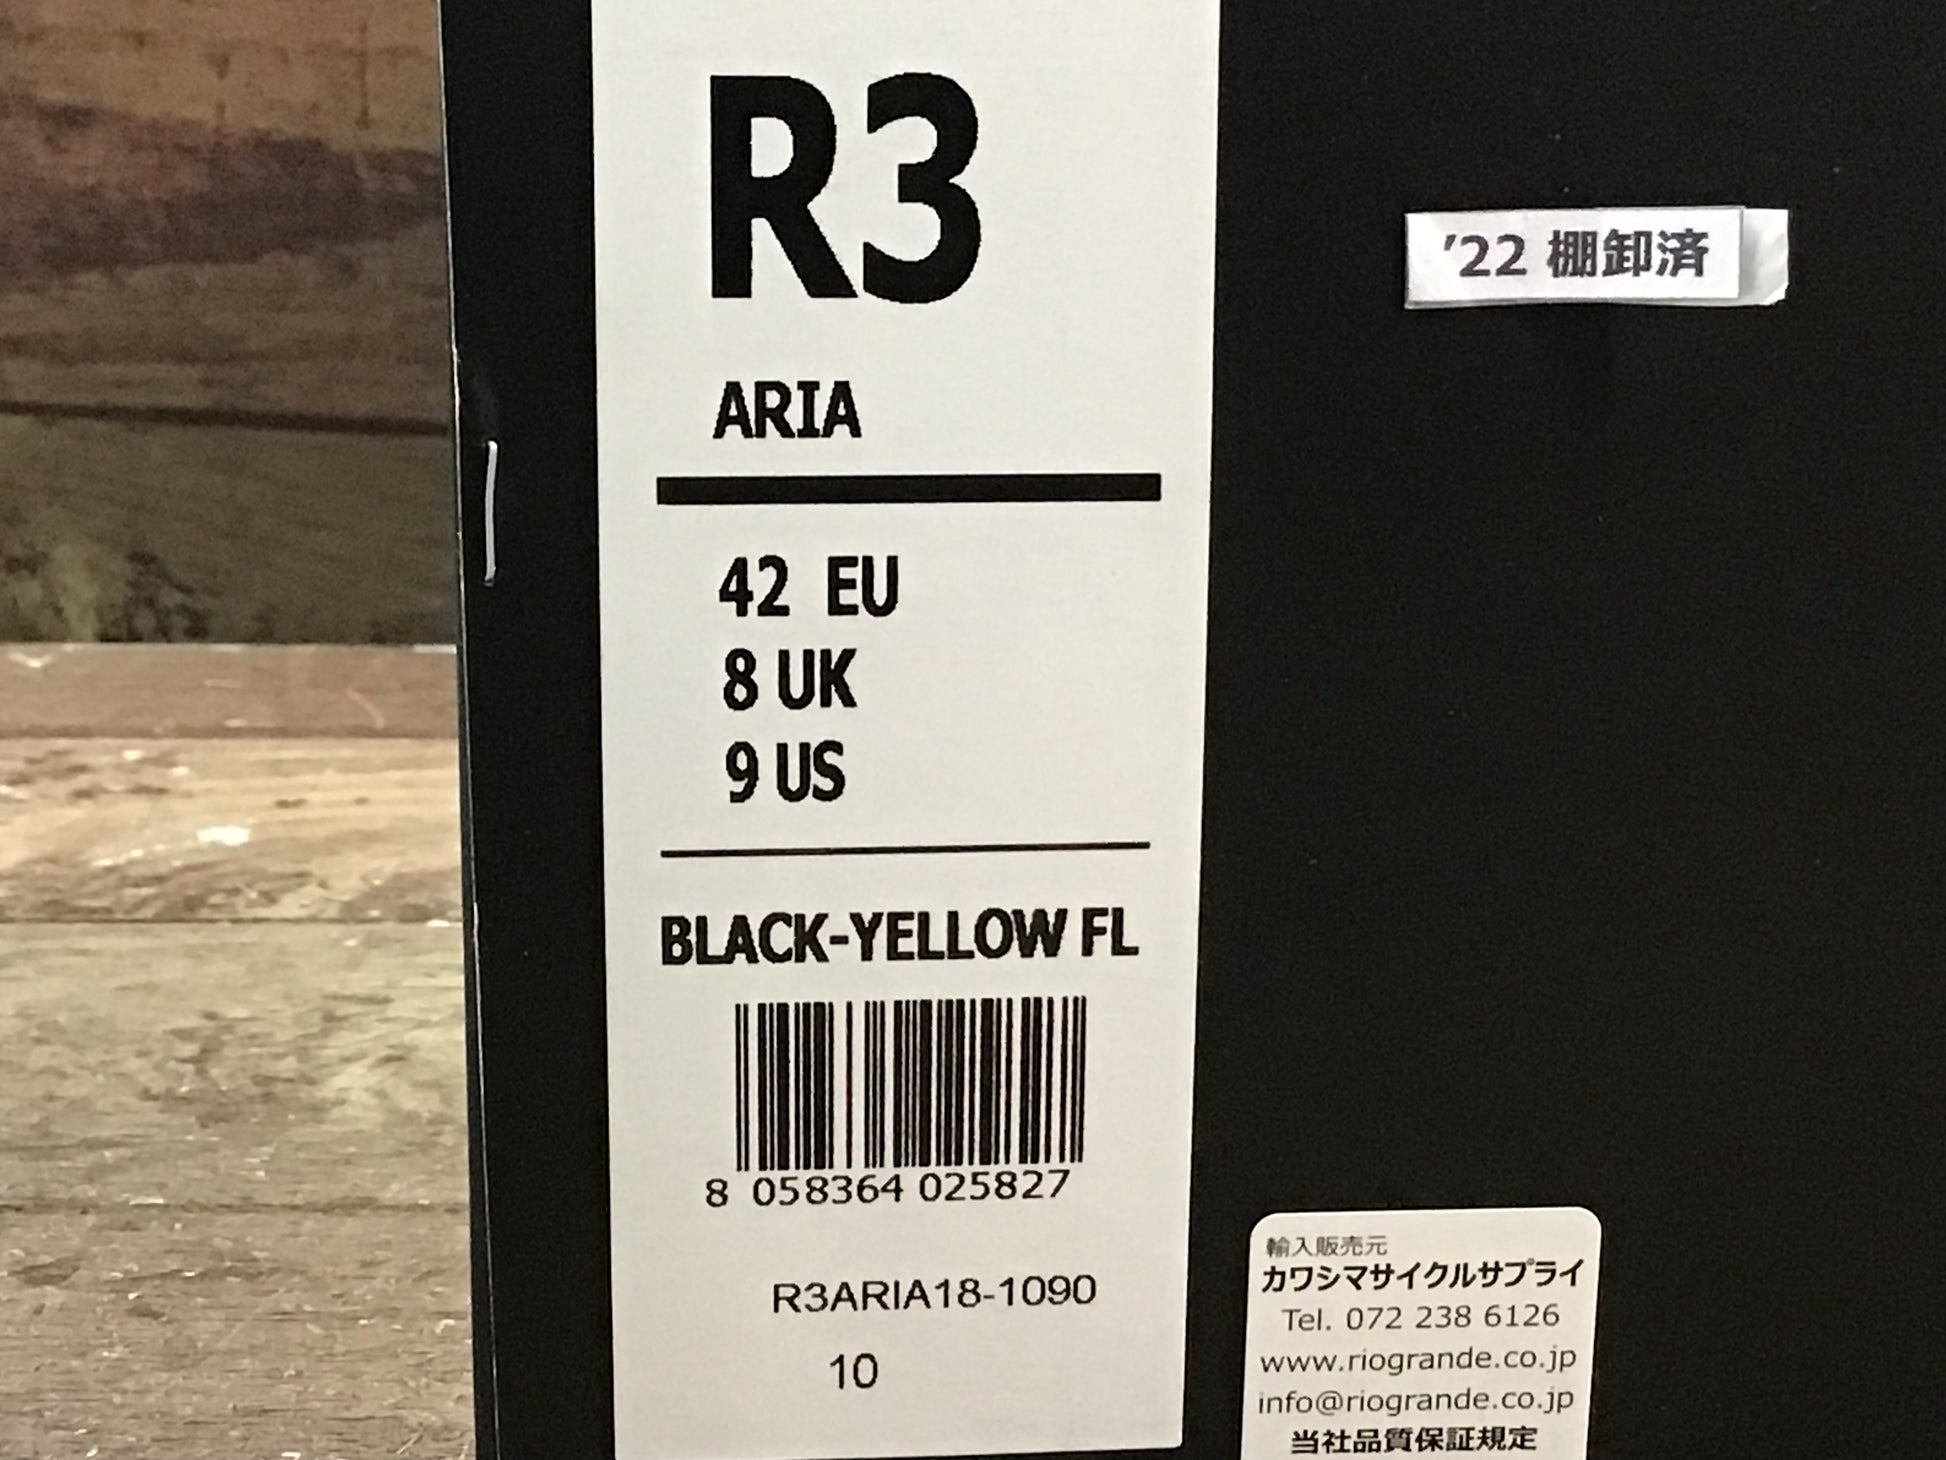 R3
ARIA
42 EU
8 UK
9 US
BLACK-YELLOW FL
8 058364 025827
R3ARIA18-1090
10
'22 棚卸済
輸入販売元
カワシマサイクルサプライ
Tel. 072 238 6126
www.riogrande.co.jp
info@riogrande.co.jp
当社品質保証規定